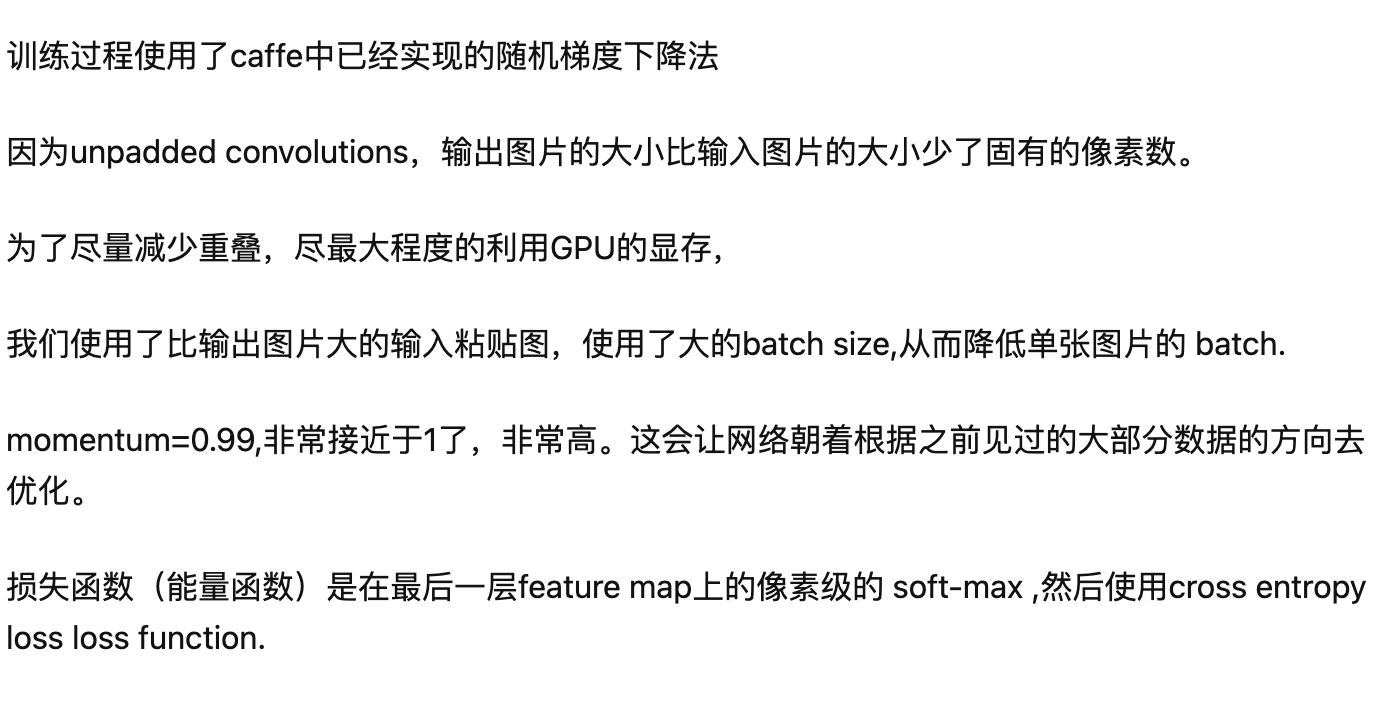 训练过程使用了caffe中已经实现的随机梯度下降法
因为unpadded convolutions，输出图片的大小比输入图片的大小少了固有的像素数。
为了尽量减少重叠，尽最大程度的利用GPU的显存，
我们使用了比输出图片大的输入粘贴图，使用了大的batch size,从而降低单张图片的 batch.
momentum=0.99,非常接近于1了，非常高。这会让网络朝着根据之前见过的大部分数据的方向去
优化。
损失函数（能量函数）是在最后一层feature map上的像素级的 soft-max ,然后使用cross entropy
loss loss function.